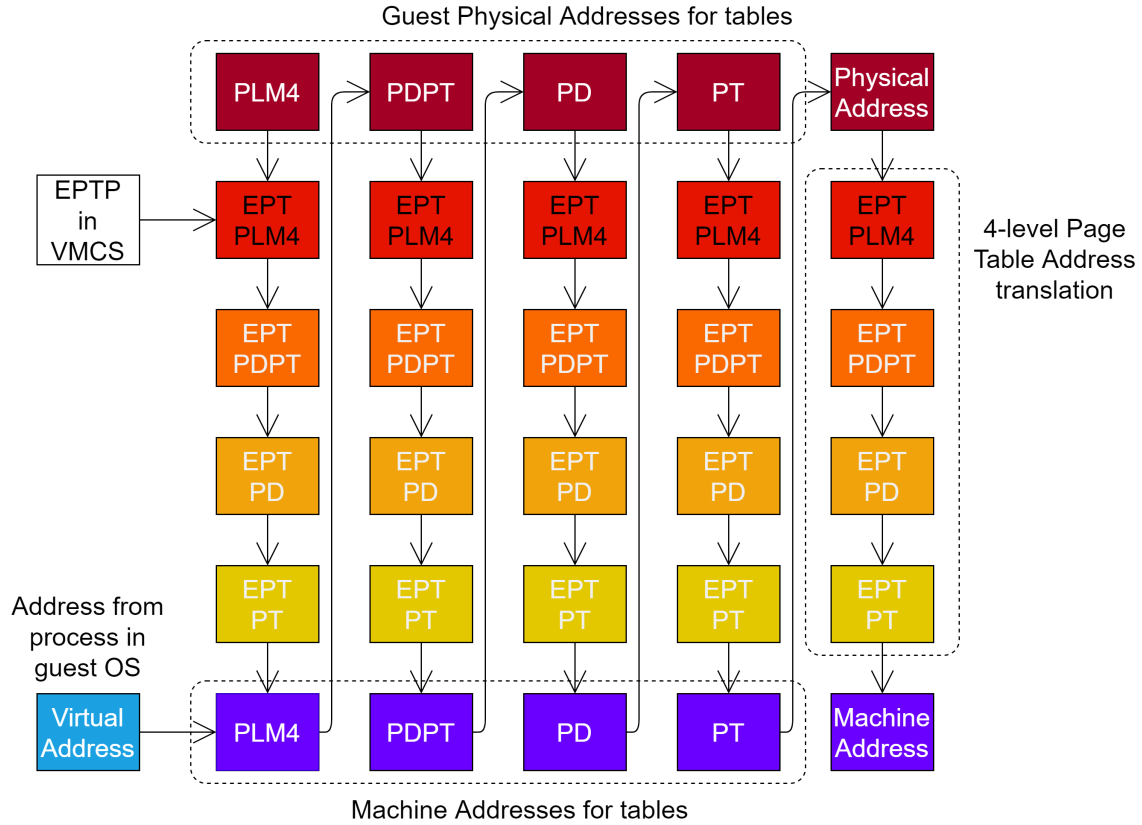 Guest Physical Addresses for tables
PLM4
PDPT
PD
PT
Physical
Address
EPTP
in
VMCS
EPT
PLM4
EPT
PLM4
EPT
PLM4
EPT
PLM4
EPT
PLM4
4-level Page
Table Address
translation
EPT
PDPT
EPT
PDPT
EPT
PDPT
EPT
PDPT
EPT
PDPT
EPT
PD
EPT
PD
EPT
PD
EPT
PD
EPT
PD
EPT
PT
EPT
PT
EPT
PT
EPT
PT
EPT
PT
Address from
process in
guest OS
Virtual
Address
PLM4
PDPT
PD
PT
Machine
Address
Machine Addresses for tables